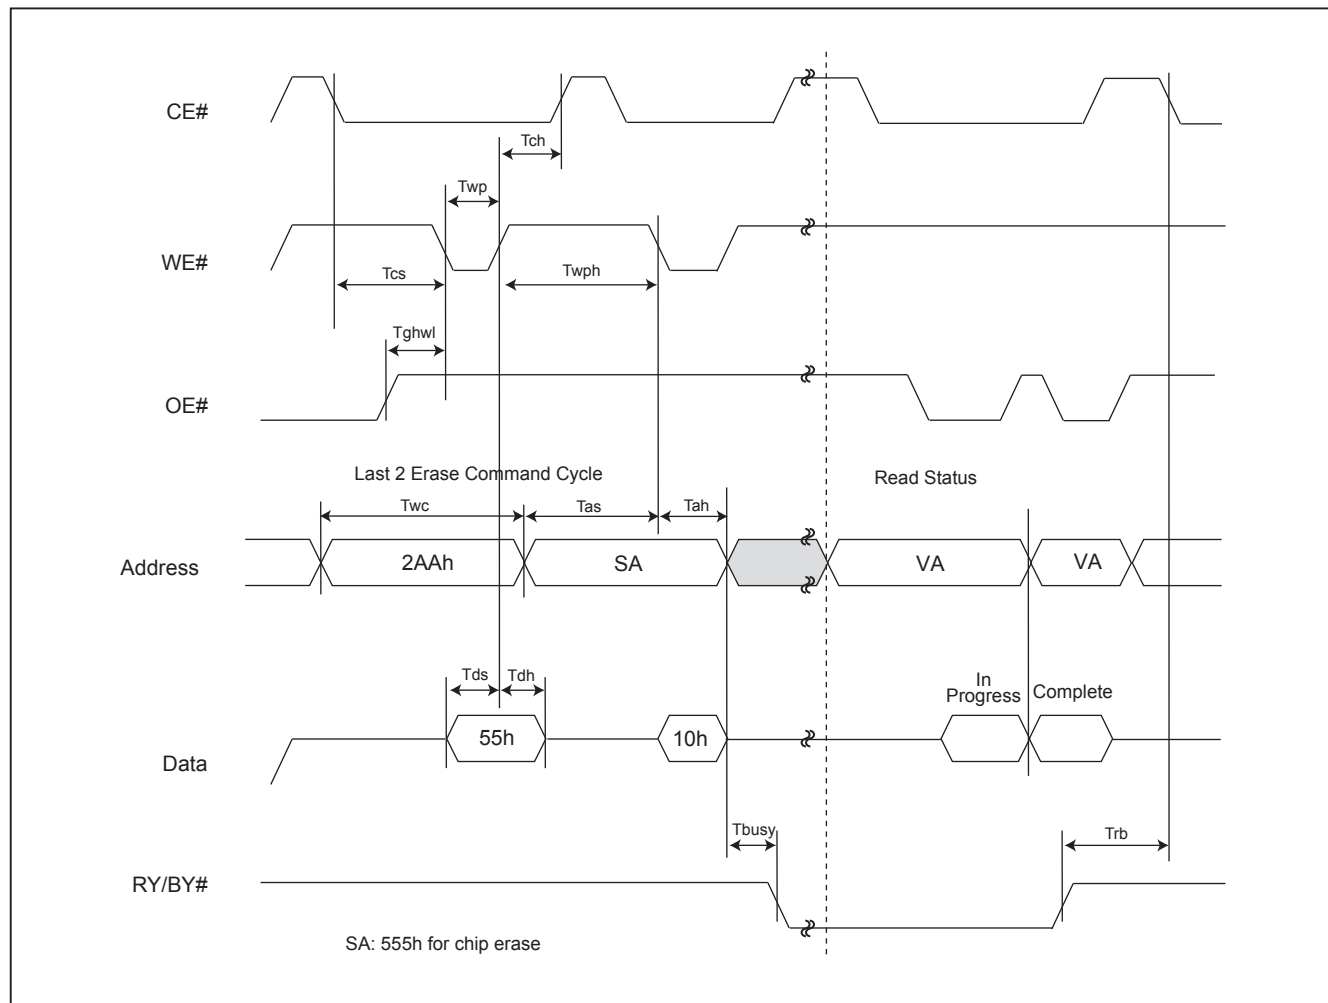 CE#
Tch
Twp
WE#
Tcs
Twph
Tghwl
OE#
Last 2 Erase Command Cycle
Read Status
Twc
Tas
Tah
Address
2AAh
SA
VA
VA
Tds
Tdh
In
Progress
Complete
55h
10h
Data
Tbusy
Trb
RY/BY#
SA: 555h for chip erase